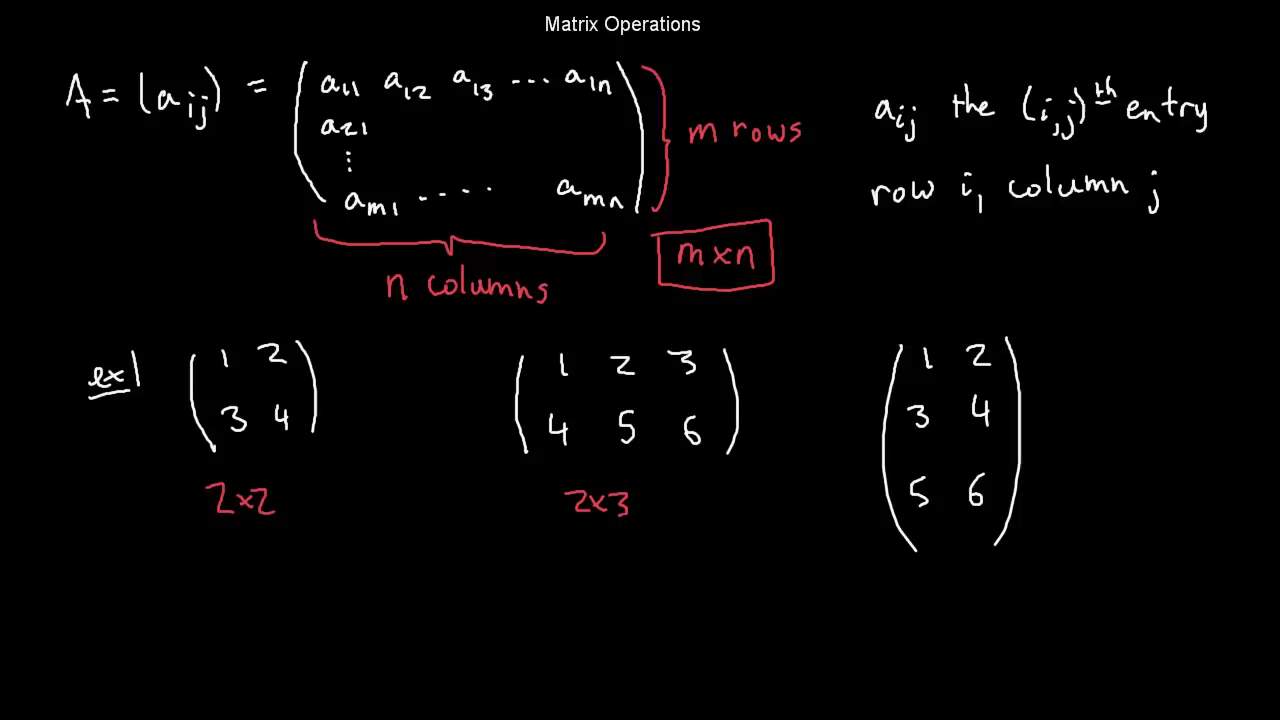 Matrix Operations
A = (aij) = ( a11 a12 a13 ... a1n
a21
⋮
am1 ..... amn )
m rows
n columns
m×n
aij the (i,j)th entry
row i, column j
ex)
( 1 2
3 4 )
2×2
( 1 2 3
4 5 6 )
2×3
( 1 2
3 4
5 6 )